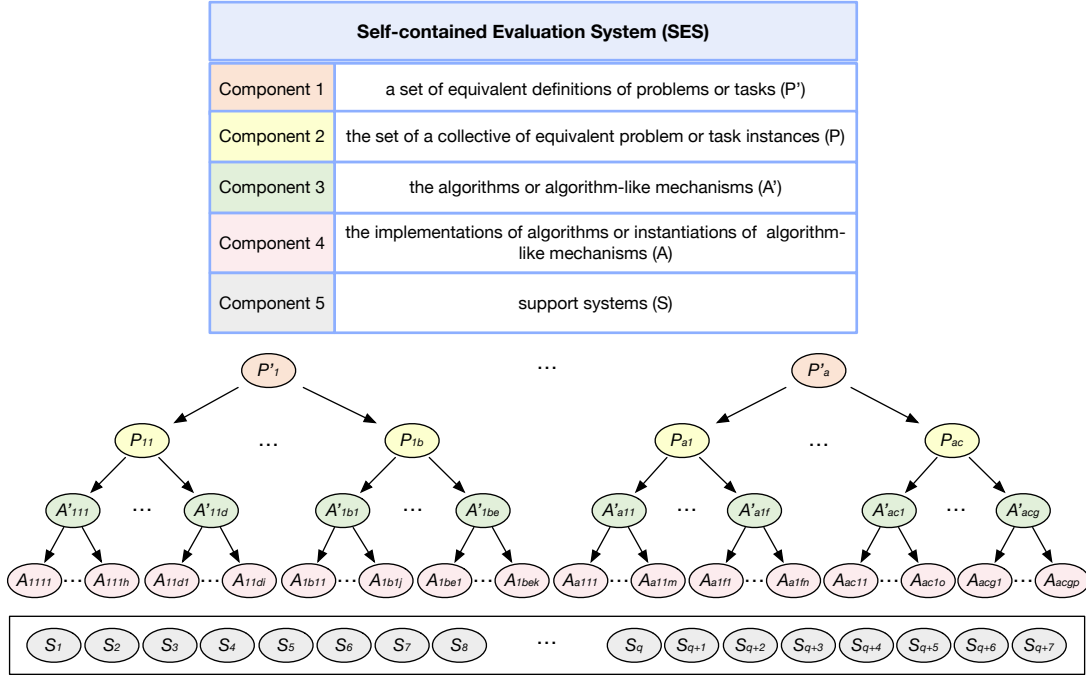 Self-contained Evaluation System (SES)
Component 1 a set of equivalent definitions of problems or tasks (P')
Component 2 the set of a collective of equivalent problem or task instances (P)
Component 3 the algorithms or algorithm-like mechanisms (A')
Component 4 the implementations of algorithms or instantiations of algorithm-
like mechanisms (A)
Component 5 support systems (S)
P'1 ... P'a
P11 ... P1b Pa1 ... Pac
A'111 ... A'11d A'1b1 ... A'1be A'a11 ... A'a1f A'ac1 ... A'acg
A1111 ... A111h A11d1 ... A11di A1b11 ... A1b1j A1be1 ... A1bek Aa111 ... Aa11m Aa1f1 ... Aa1fn Aac11 ... Aac1o Aacg1 ... Aacgp
S1 S2 S3 S4 S5 S6 S7 S8 ... Sq Sq+1 Sq+2 Sq+3 Sq+4 Sq+5 Sq+6 Sq+7